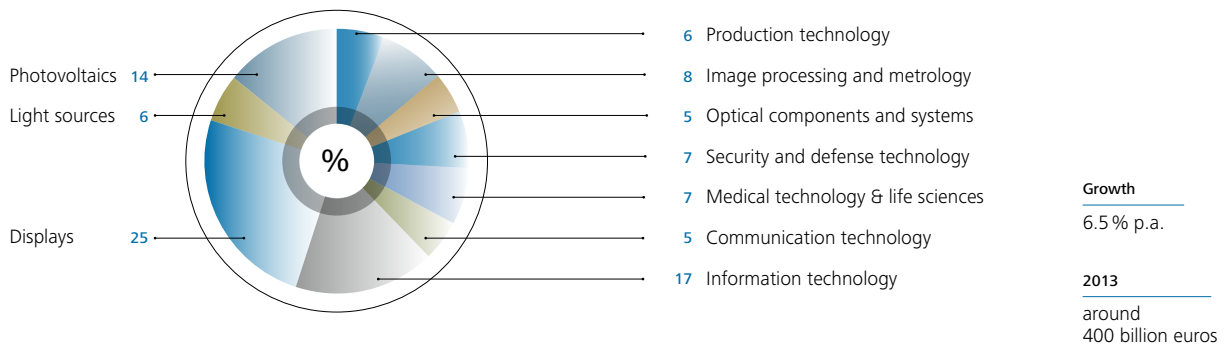 6 Production technology
Photovoltaics 14
8 Image processing and metrology
Light sources 6
5 Optical components and systems
%
7 Security and defense technology
7 Medical technology & life sciences
Displays 25
5 Communication technology
17 Information technology
Growth
6.5 % p.a.
2013
around
400 billion euros